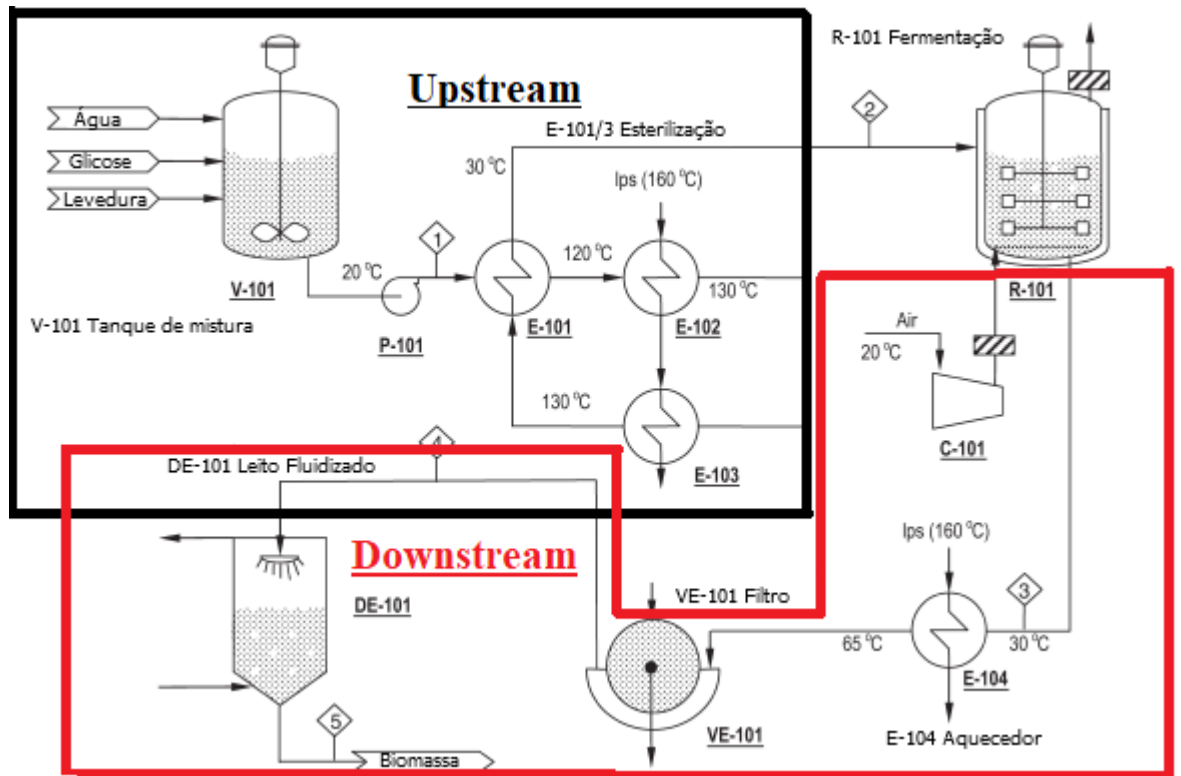 R-101 Fermentação
Upstream
Água
Glicose
Levedura
E-101/3 Esterilização
2
30 °C
lps (160 °C)
1
20 °C
120 °C
130 °C
V-101
E-101
E-102
R-101
V-101 Tanque de mistura
P-101
Air
20 °C
130 °C
C-101
4
DE-101 Leito Fluidizado
E-103
lps (160 °C)
Downstream
DE-101
VE-101 Filtro
3
65 °C
30 °C
E-104
5
VE-101
E-104 Aquecedor
Biomassa